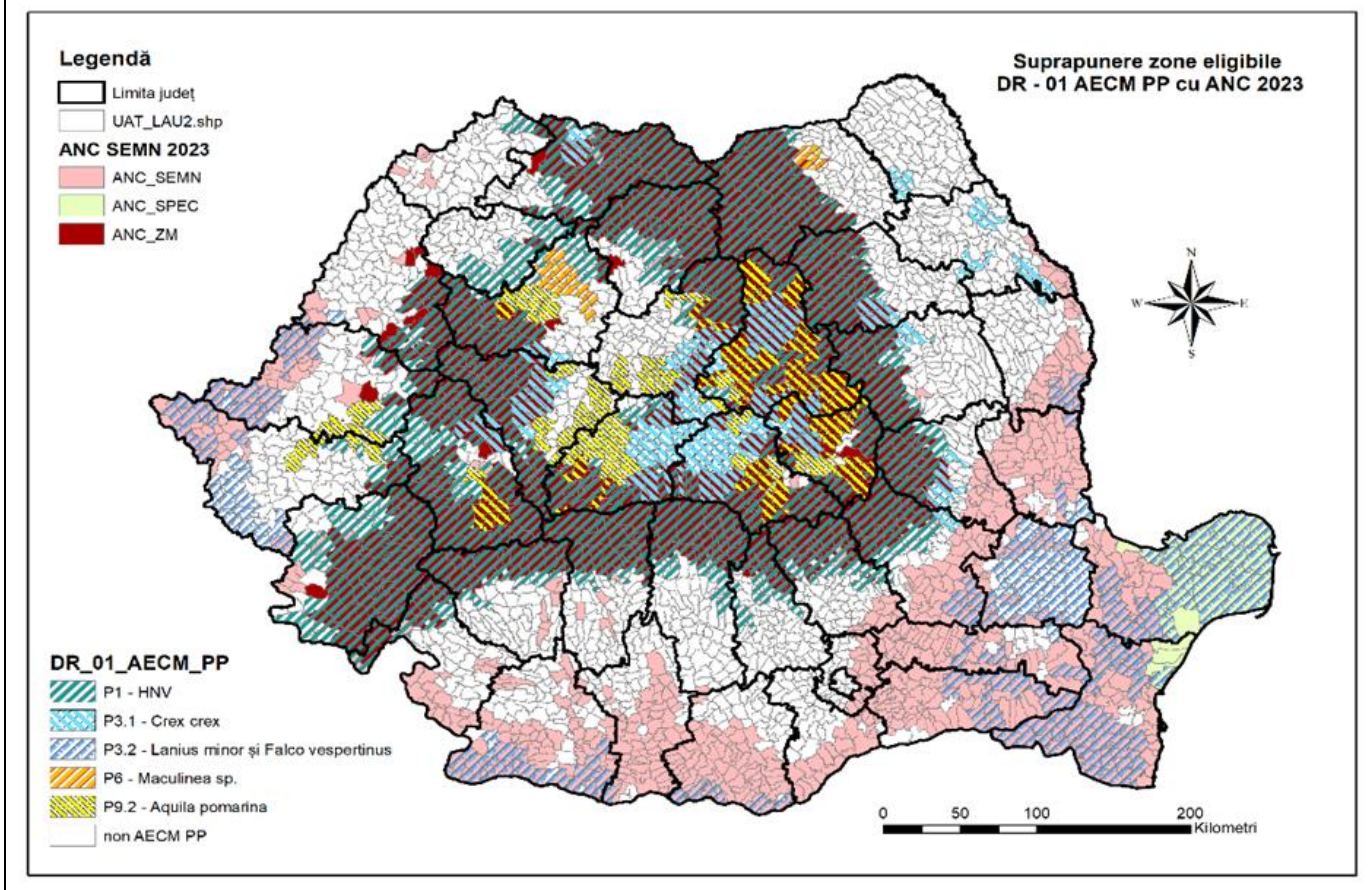 Legendă
Limita județ
UAT_LAU2.shp
ANC SEMN 2023
ANC_SEMN
ANC_SPEC
ANC_ZM
Suprapunere zone eligibile
DR - 01 AECM PP cu ANC 2023
N
W
E
S
DR_01_AECM_PP
P1 - HNV
P3.1 - Crex crex
P3.2 - Lanius minor și Falco vespertinus
P6 - Maculinea sp.
P9.2 - Aquila pomarina
non AECM PP
0 50 100 200
Kilometri